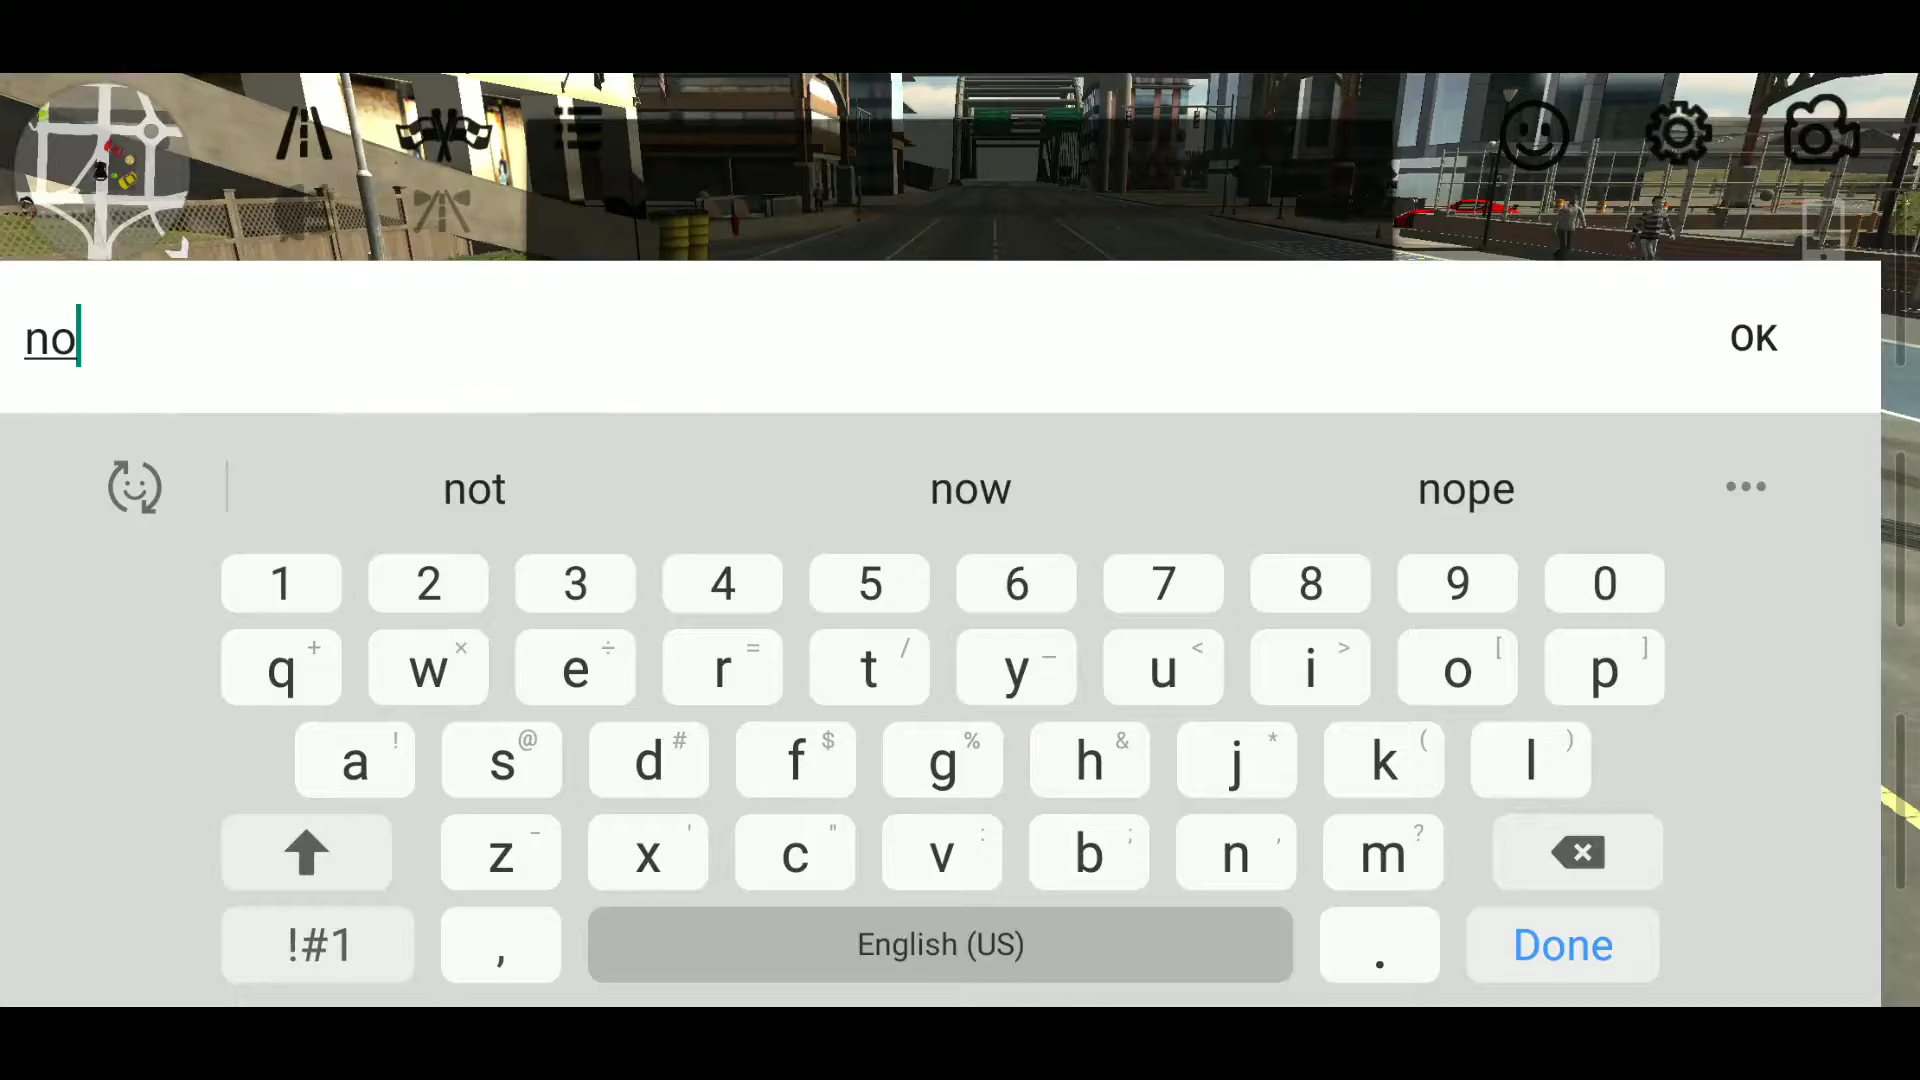 no
OK
not now nope
1 2 3 4 5 6 7 8 9 0
q + w × e ÷ r = t / y _ u < i > o [ p ]
a ! s @ d # f $ g % h & j * k ( l )
z - x ' c " v : b ; n , m ?
!#1 , English (US) . Done